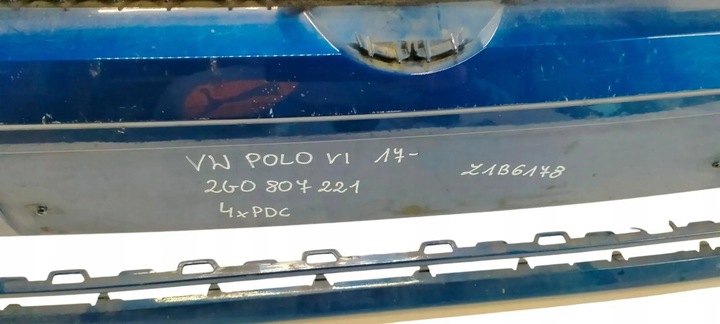 VW POLO VI 17-
2G0 807 221
4xPDC
Z1B6178